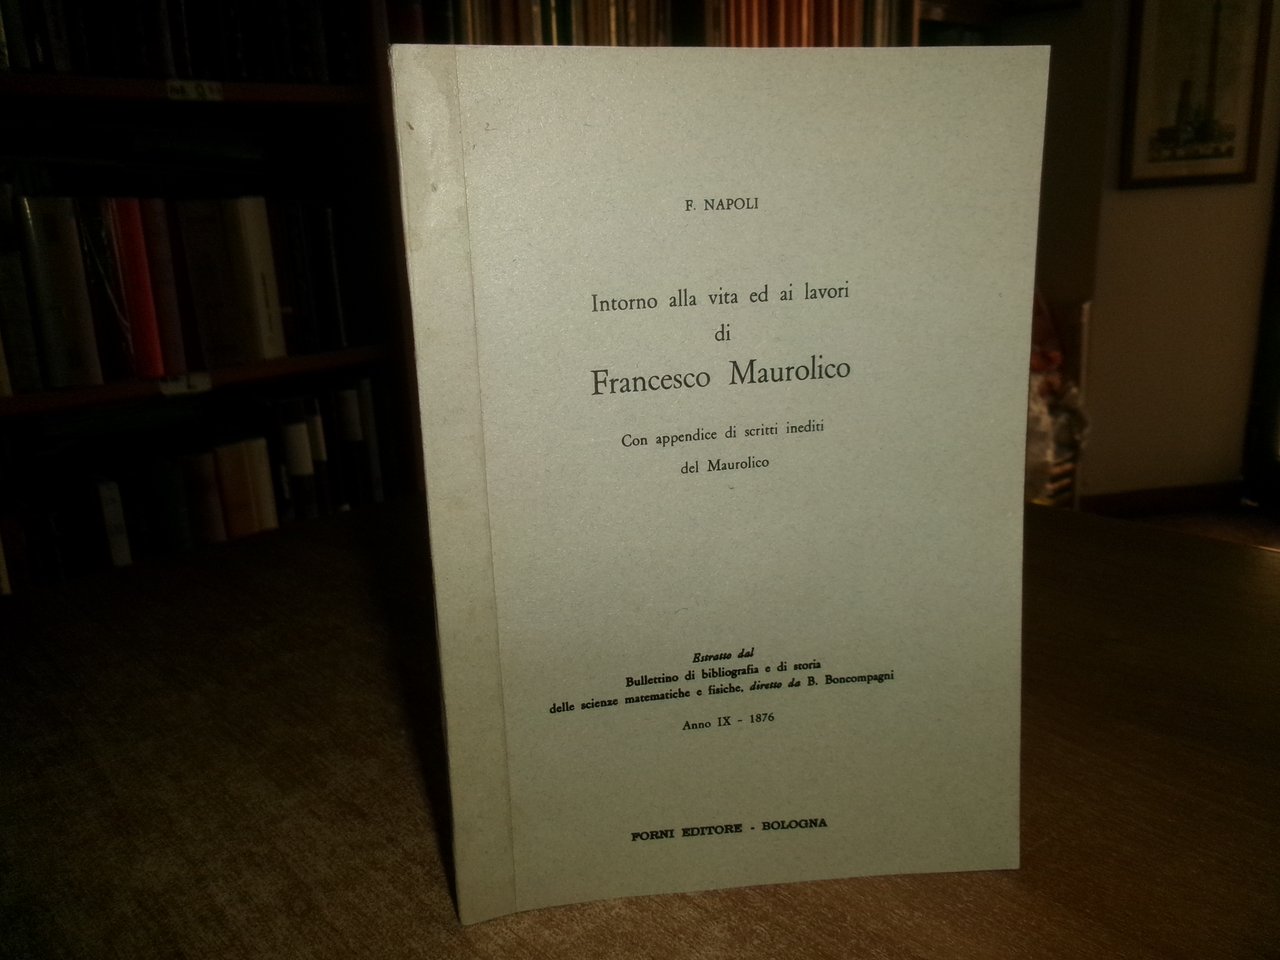 F. NAPOLI
Intorno alla vita ed ai lavori
di
Francesco Maurolico
Con appendice di scritti inediti
del Maurolico
Estratto dal
Bullettino di bibliografia e di storia
delle scienze matematiche e fisiche, diretto da B. Boncompagni
Anno IX - 1876
FORNI EDITORE - BOLOGNA